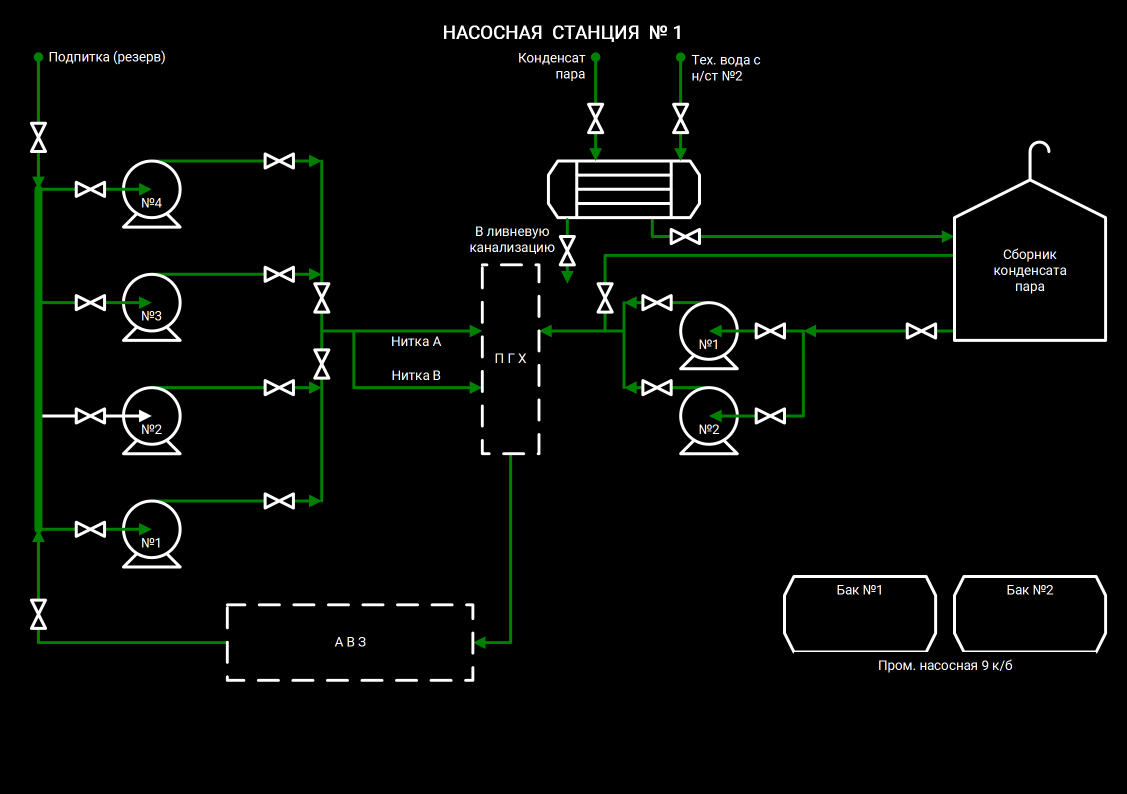 НАСОСНАЯ СТАНЦИЯ № 1
Подпитка (резерв)
Конденсат
пара
Тех. вода с
н/ст №2
№4
В ливневую
канализацию
Сборник
конденсата
пара
№3
Нитка А
П Г Х
№1
Нитка В
№2
№2
№1
А В З
Бак №1
Бак №2
Пром. насосная 9 к/б